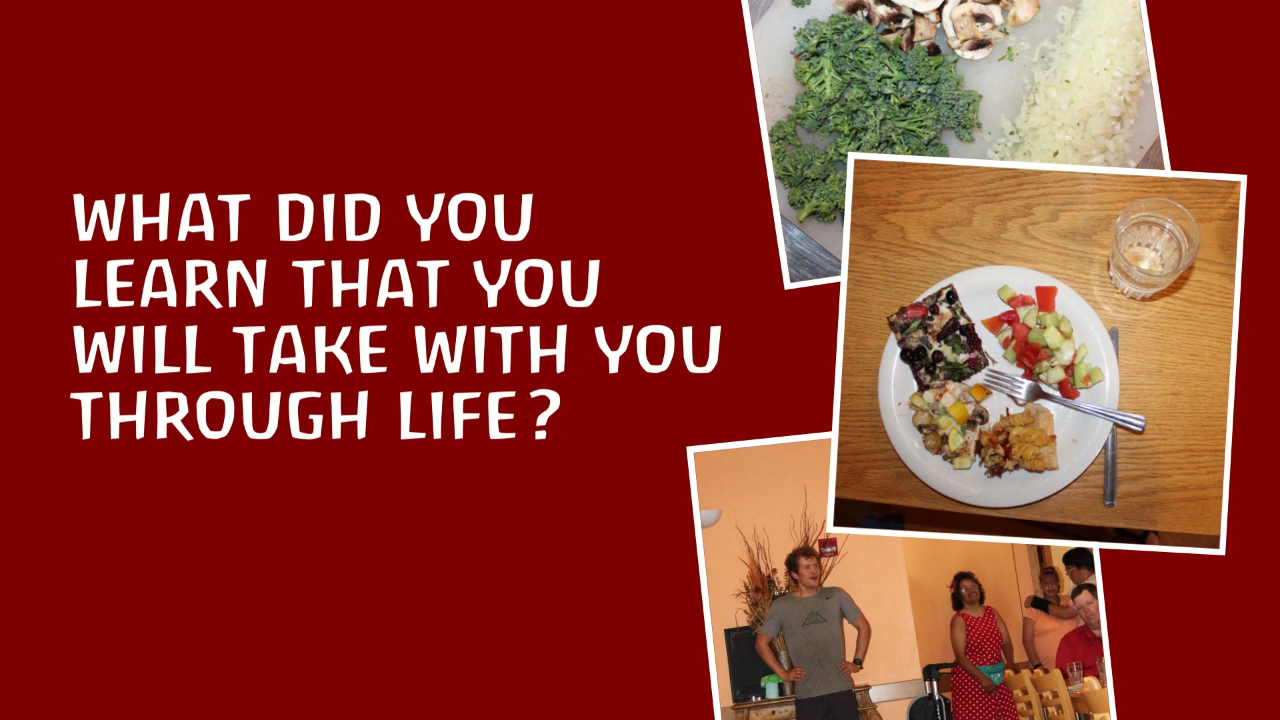 WHAT DID YOU
LEARN THAT YOU
WILL TAKE WITH YOU
THROUGH LIFE?